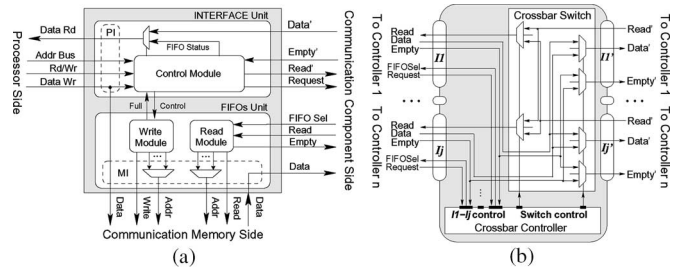 INTERFACE Unit
PI
Data Rd
Addr Bus
Rd/Wr
Data Wr
Processor Side
FIFO Status
Control Module
Data'
Empty'
Read'
Request
Full
Control
FIFOs Unit
Write Module
Read Module
FIFO Sel
Read
Empty
Data
MI
...
...
Data
Write
Addr
Addr
Read
Data
Communication Memory Side
Communication Component Side
(a)
To Controller 1
... To Controller n
Crossbar Switch
Read
Data
Empty
I1
FIFOSel
Request
Read
Data
Empty
Ij
FIFOSel
Request
Read'
Data'
I1'
Empty'
Read'
Data'
Ij'
Empty'
To Controller 1
... To Controller n
I1-Ij control
Switch control
Crossbar Controller
(b)